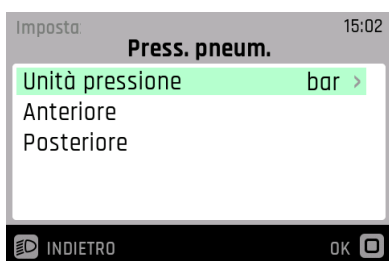 Imposta
15:02
Press. pneum.
Unità pressione bar >
Anteriore
Posteriore
INDIETRO OK